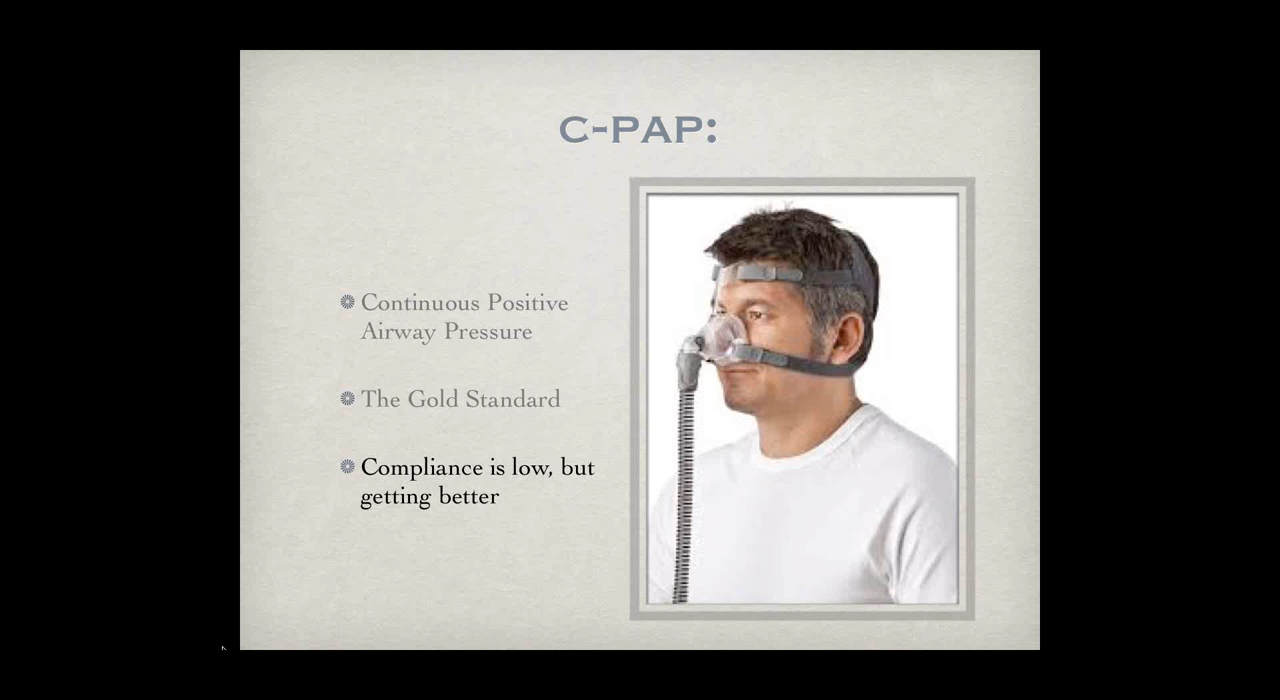 C-PAP:
Continuous Positive
Airway Pressure
The Gold Standard
Compliance is low, but
getting better